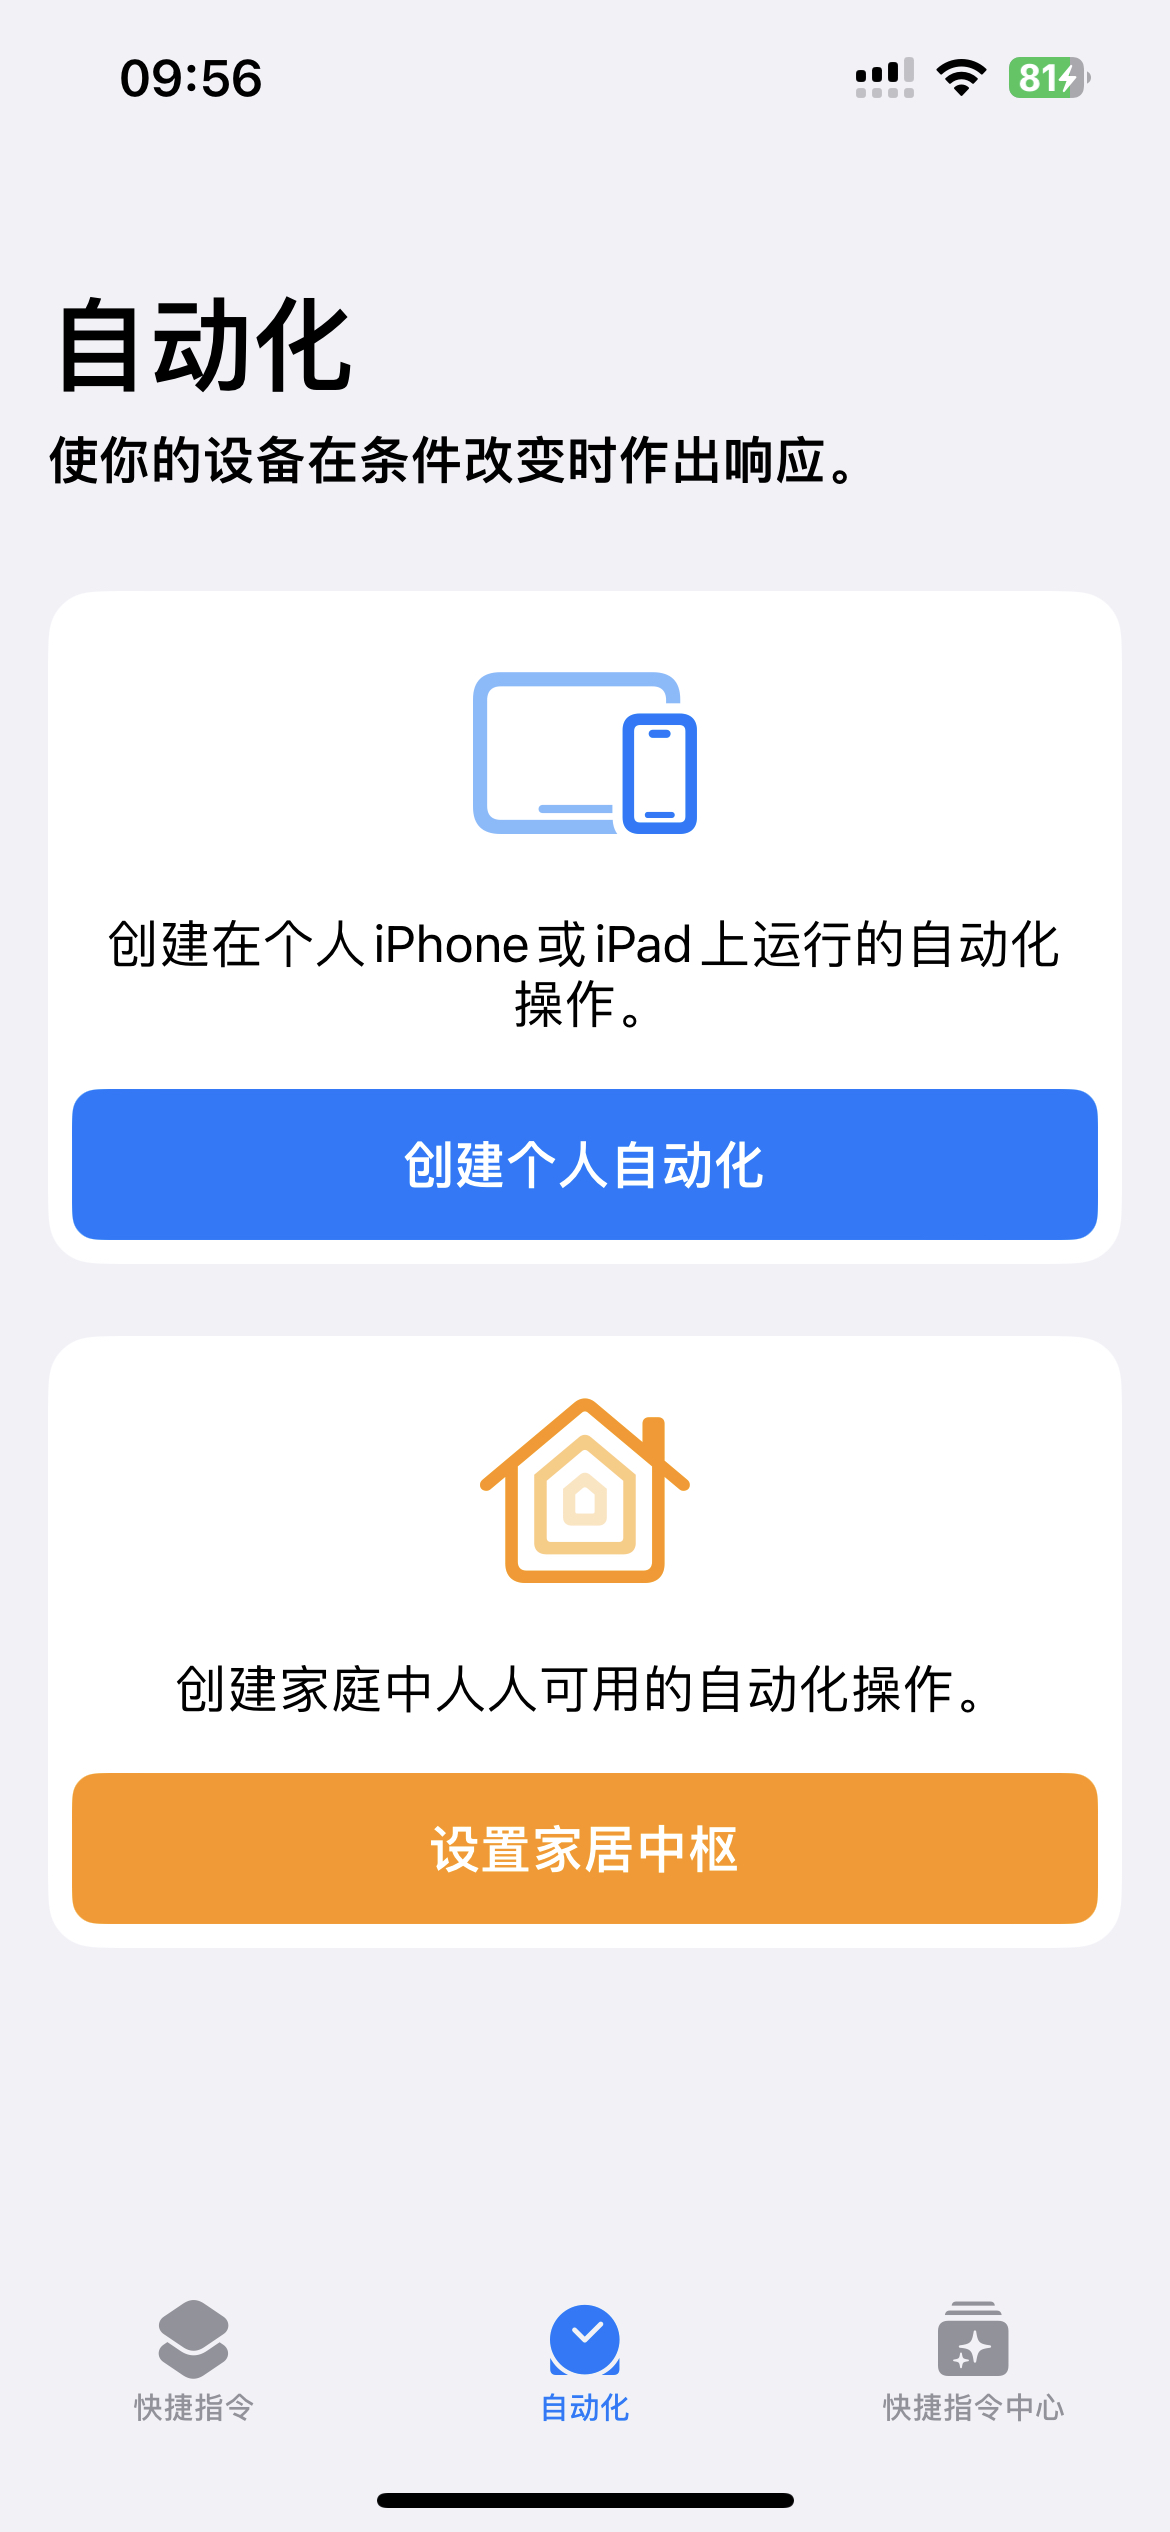 09:56
81
自动化
使你的设备在条件改变时作出响应。
创建在个人 iPhone 或 iPad 上运行的自动化
操作。
创建个人自动化
创建家庭中人人可用的自动化操作。
设置家居中枢
快捷指令
自动化
快捷指令中心